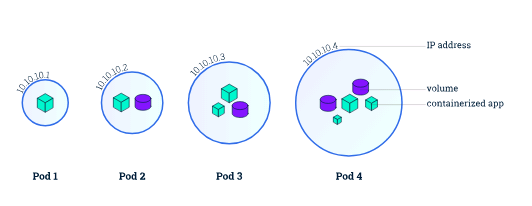 10.10.10.1
10.10.10.2
10.10.10.3
10.10.10.4
IP address
volume
containerized app
Pod 1
Pod 2
Pod 3
Pod 4